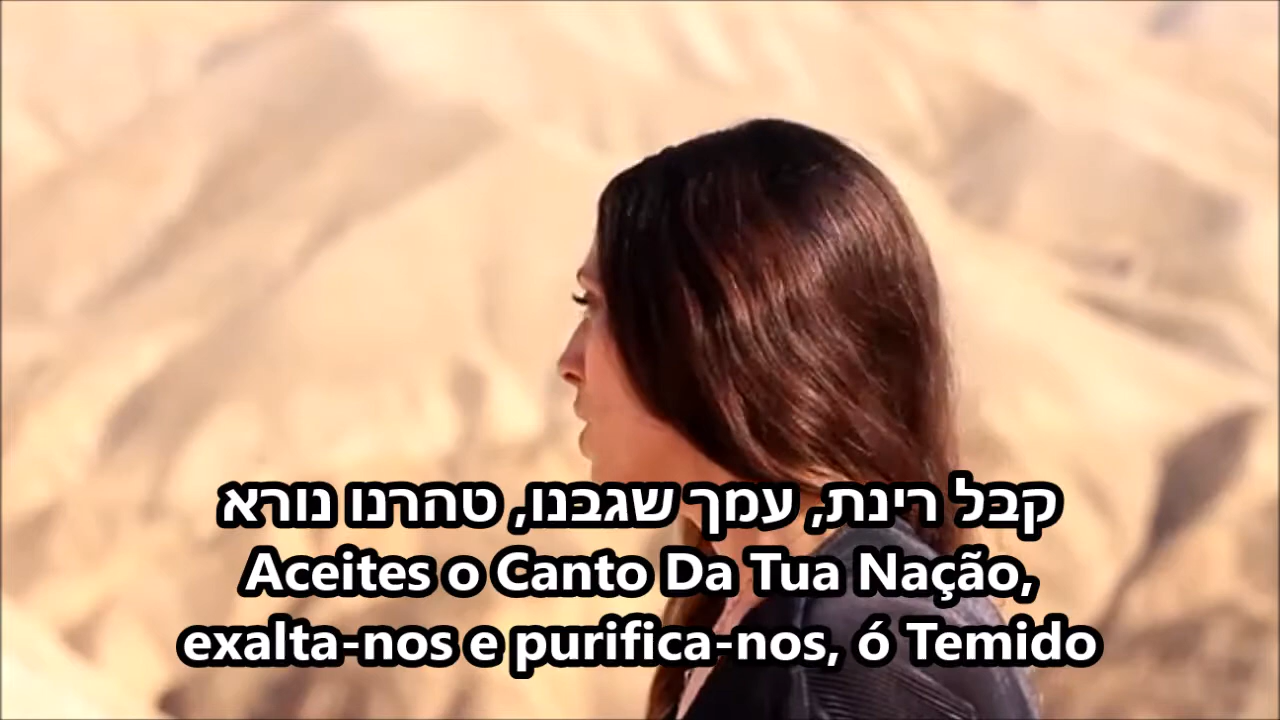 קבל רינת, עמך שגבנו, טהרנו נורא
Aceites o Canto Da Tua Nação,
exalta-nos e purifica-nos, ó Temido